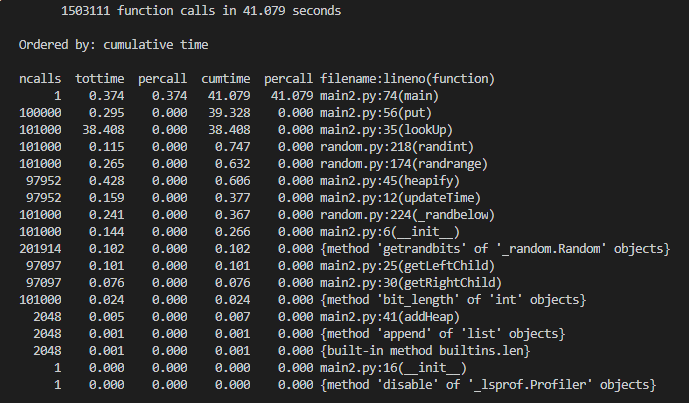 1503111 function calls in 41.079 seconds
Ordered by: cumulative time
ncalls tottime percall cumtime percall filename:lineno(function)
1 0.374 0.374 41.079 41.079 main2.py:74(main)
100000 0.295 0.000 39.328 0.000 main2.py:56(put)
101000 38.408 0.000 38.408 0.000 main2.py:35(lookUp)
101000 0.115 0.000 0.747 0.000 random.py:218(randint)
101000 0.265 0.000 0.632 0.000 random.py:174(randrange)
97952 0.428 0.000 0.606 0.000 main2.py:45(heapify)
97952 0.159 0.000 0.377 0.000 main2.py:12(updateTime)
101000 0.241 0.000 0.367 0.000 random.py:224(_randbelow)
101000 0.144 0.000 0.266 0.000 main2.py:6(__init__)
201914 0.102 0.000 0.102 0.000 {method 'getrandbits' of '_random.Random' objects}
97097 0.101 0.000 0.101 0.000 main2.py:25(getLeftChild)
97097 0.076 0.000 0.076 0.000 main2.py:30(getRightChild)
101000 0.024 0.000 0.024 0.000 {method 'bit_length' of 'int' objects}
2048 0.005 0.000 0.007 0.000 main2.py:41(addHeap)
2048 0.001 0.000 0.001 0.000 {method 'append' of 'list' objects}
2048 0.001 0.000 0.001 0.000 {built-in method builtins.len}
1 0.000 0.000 0.000 0.000 main2.py:16(__init__)
1 0.000 0.000 0.000 0.000 {method 'disable' of '_lsprof.Profiler' objects}